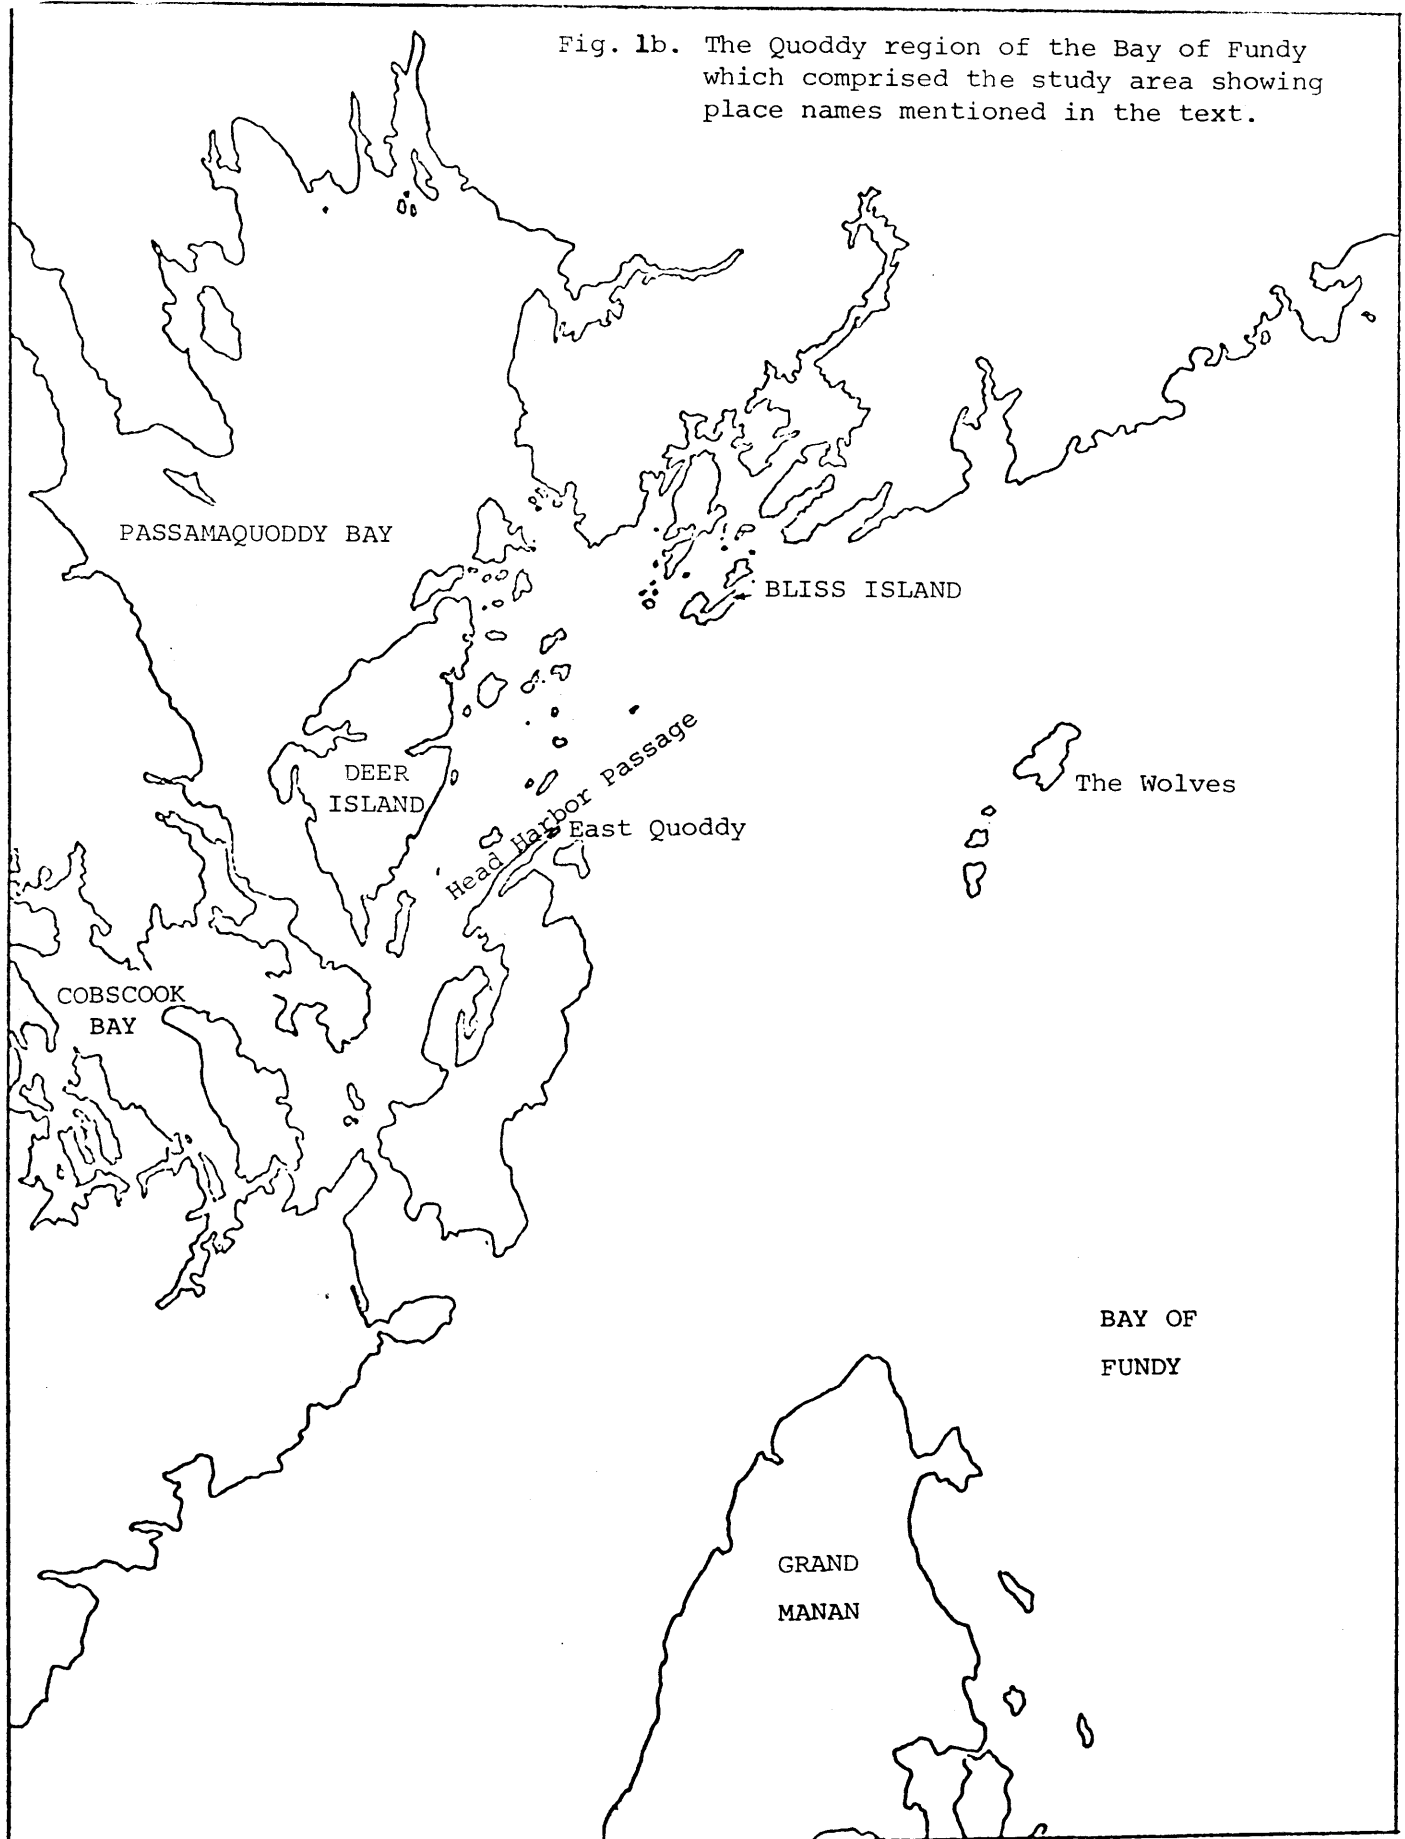 Fig. 1b. The Quoddy region of the Bay of Fundy
which comprised the study area showing
place names mentioned in the text.
PASSAMAQUODDY BAY
BLISS ISLAND
Head Harbor Passage
DEER
ISLAND
The Wolves
East Quoddy
COBSCOOK
BAY
BAY OF
FUNDY
GRAND
MANAN